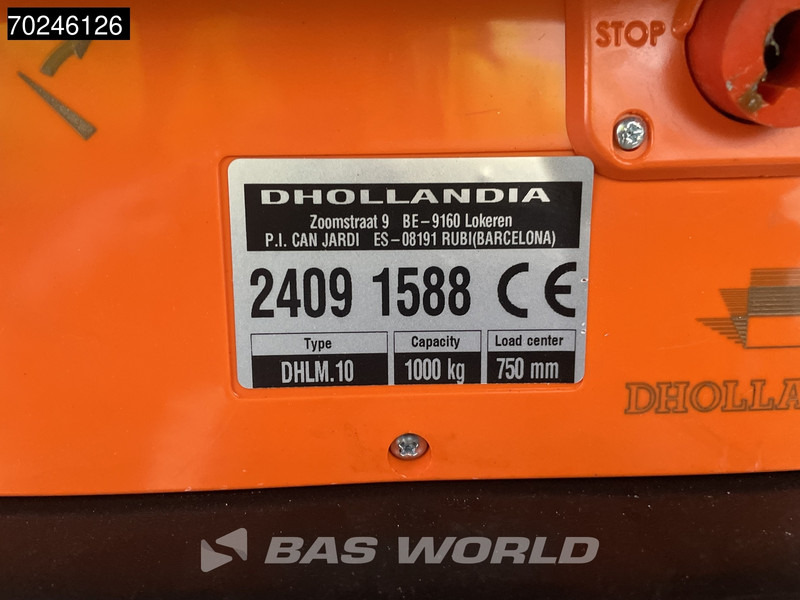 70246126
STOP
DHOLLANDIA
Zoomstraat 9 BE-9160 Lokeren
P.I. CAN JARDI ES-08191 RUBI(BARCELONA)
2409 1588 CE
Type Capacity Load center
DHLM.10 1000 kg 750 mm
DHOLLA
BAS WORLD